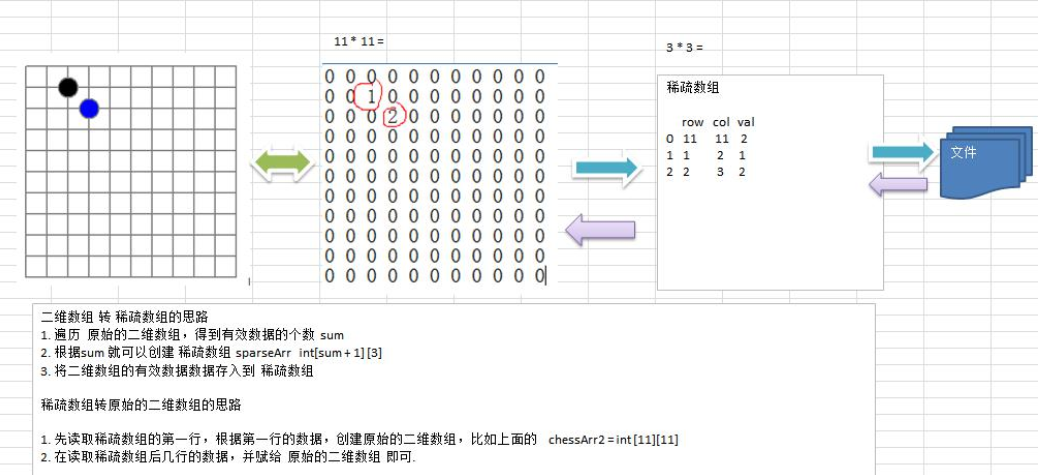 11 * 11 =
3 * 3 =
0 0 0 0 0 0 0 0 0 0 0
0 0 1 0 0 0 0 0 0 0 0
0 0 0 2 0 0 0 0 0 0 0
0 0 0 0 0 0 0 0 0 0 0
0 0 0 0 0 0 0 0 0 0 0
0 0 0 0 0 0 0 0 0 0 0
0 0 0 0 0 0 0 0 0 0 0
0 0 0 0 0 0 0 0 0 0 0
0 0 0 0 0 0 0 0 0 0 0
0 0 0 0 0 0 0 0 0 0 0
0 0 0 0 0 0 0 0 0 0 0
稀疏数组
row col val
0 11 11 2
1 1 2 1
2 2 3 2
文件
二维数组 转 稀疏数组的思路
1. 遍历 原始的二维数组，得到有效数据的个数 sum
2. 根据sum 就可以创建 稀疏数组 sparseArr int[sum + 1] [3]
3. 将二维数组的有效数据数据存入到 稀疏数组
稀疏数组转原始的二维数组的思路
1. 先读取稀疏数组的第一行，根据第一行的数据，创建原始的二维数组，比如上面的 chessArr2 = int [11][11]
2. 在读取稀疏数组后几行的数据，并赋给 原始的二维数组 即可.